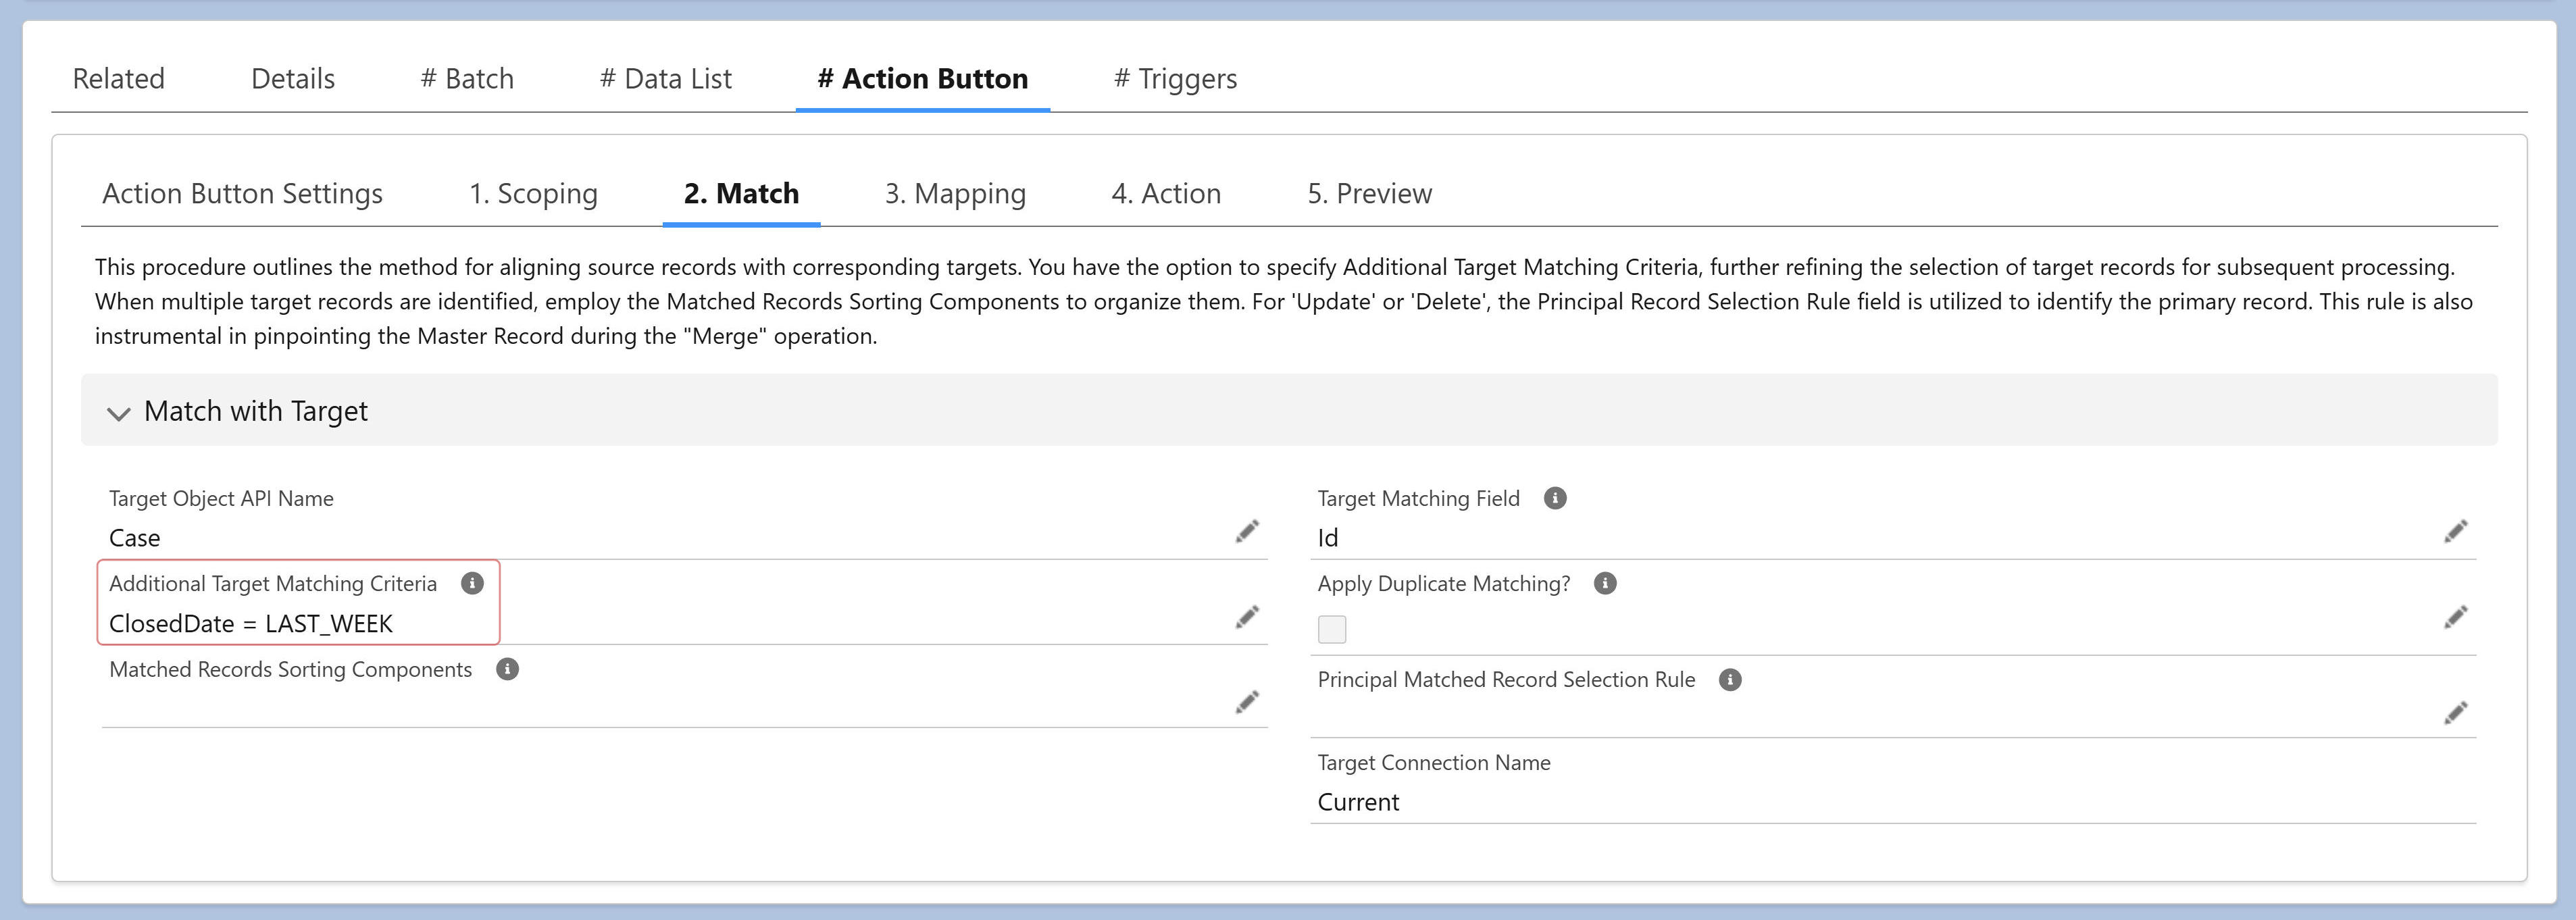 Related Details # Batch # Data List # Action Button # Triggers
Action Button Settings 1. Scoping 2. Match 3. Mapping 4. Action 5. Preview
This procedure outlines the method for aligning source records with corresponding targets. You have the option to specify Additional Target Matching Criteria, further refining the selection of target records for subsequent processing.
When multiple target records are identified, employ the Matched Records Sorting Components to organize them. For 'Update' or 'Delete', the Principal Record Selection Rule field is utilized to identify the primary record. This rule is also
instrumental in pinpointing the Master Record during the "Merge" operation.
Match with Target
Target Object API Name
Case
Additional Target Matching Criteria
ClosedDate = LAST_WEEK
Matched Records Sorting Components
Target Matching Field
Id
Apply Duplicate Matching?
Principal Matched Record Selection Rule
Target Connection Name
Current